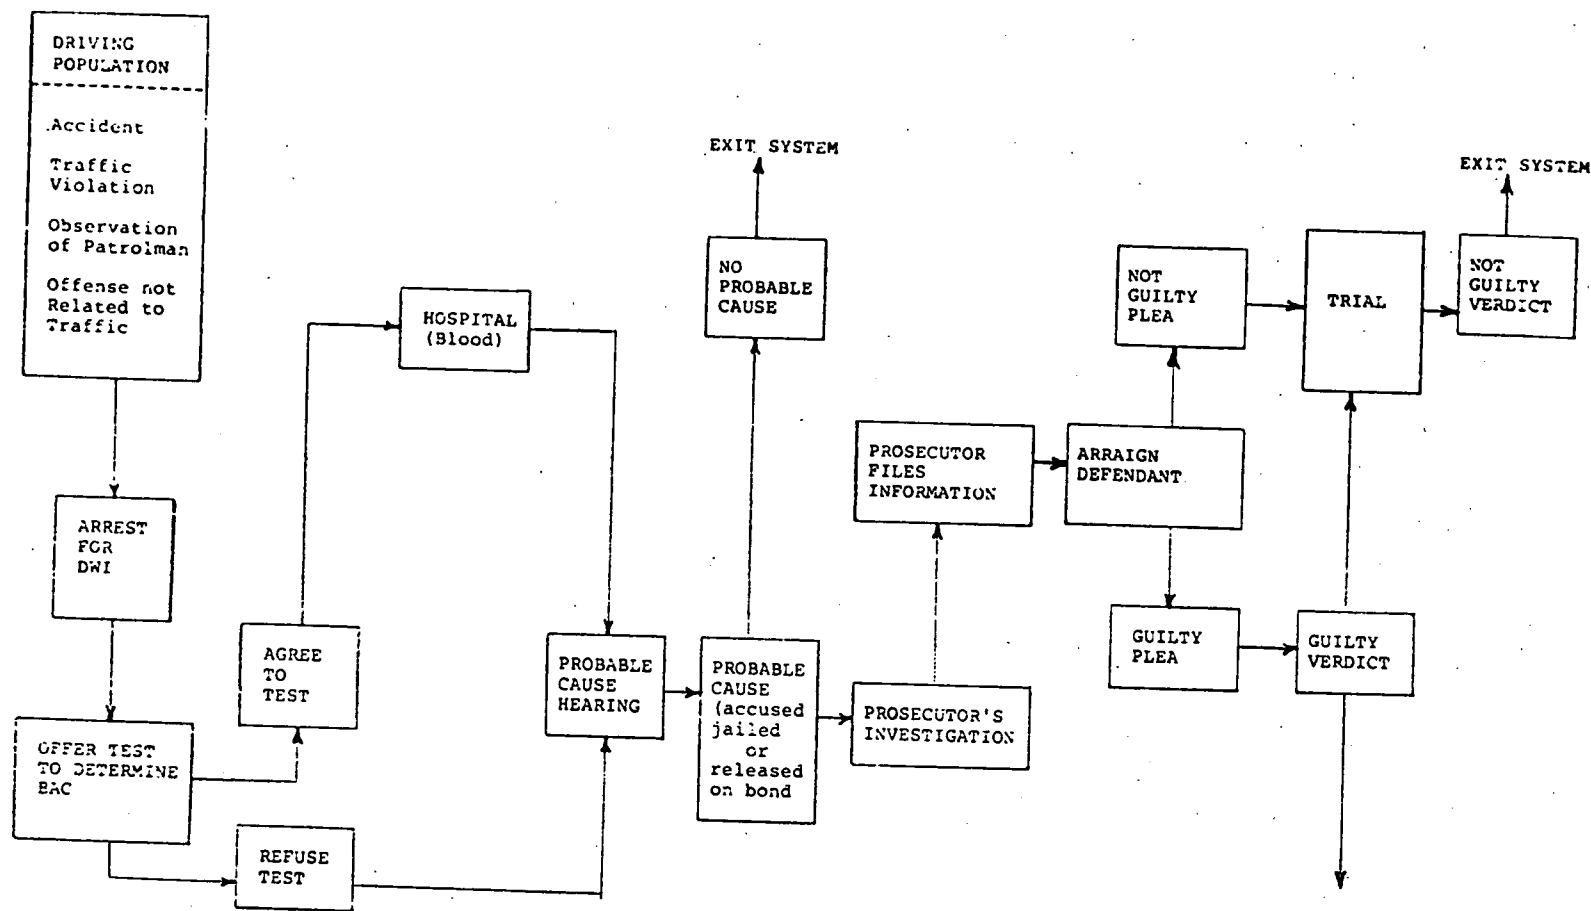 DRIVING
POPULATION
Accident
Traffic
Violation
Observation
of Patrolman
Offense not
Related to
Traffic
ARREST
FOR
DWI
OFFER TEST
TO DETERMINE
BAC
AGREE
TO
TEST
REFUSE
TEST
HOSPITAL
(Blood)
PROBABLE
CAUSE
HEARING
EXIT SYSTEM
NO
PROBABLE
CAUSE
PROBABLE
CAUSE
(accused
jailed
or
released
on bond
PROSECUTOR'S
INVESTIGATION
PROSECUTOR
FILES
INFORMATION
ARRAIGN
DEFENDANT
NOT
GUILTY
PLEA
GUILTY
PLEA
TRIAL
GUILTY
VERDICT
EXIT SYSTEM
NOT
GUILTY
VERDICT